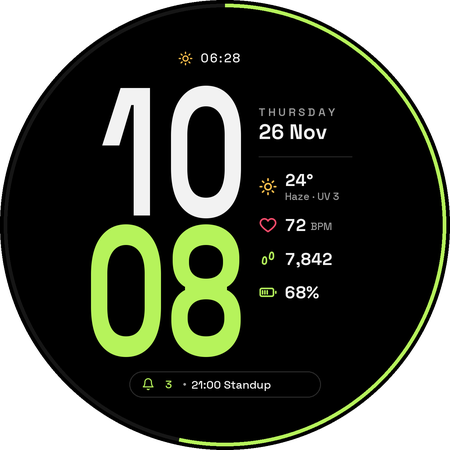 06:28
10
08
THURSDAY
26 Nov
24°
Haze · UV 3
72 BPM
7,842
68%
3 • 21:00 Standup